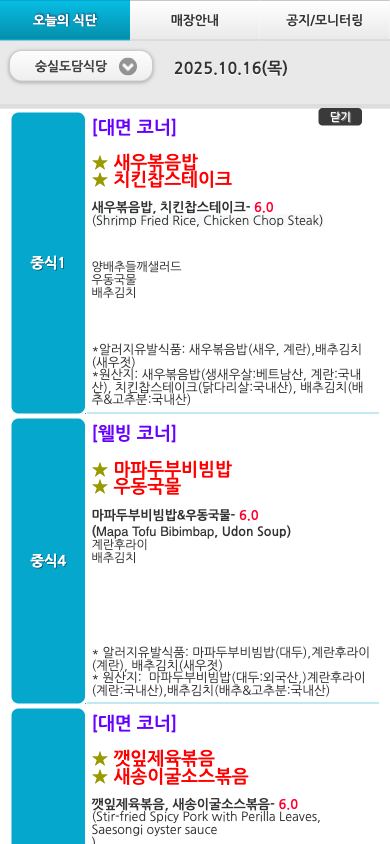 오늘의 식단 매장안내 공지/모니터링
숭실도담식당 2025.10.16(목)
닫기
중식1
[대면 코너]
★ 새우볶음밥
★ 치킨찹스테이크
새우볶음밥, 치킨찹스테이크- 6.0
(Shrimp Fried Rice, Chicken Chop Steak)
양배추들깨샐러드
우동국물
배추김치
*알러지유발식품: 새우볶음밥(새우, 계란),배추김치
(새우젓)
*원산지: 새우볶음밥(생새우살:베트남산, 계란:국내
산), 치킨찹스테이크(닭다리살:국내산), 배추김치(배
추&고추분:국내산)
중식4
[웰빙 코너]
★ 마파두부비빔밥
★ 우동국물
마파두부비빔밥&우동국물- 6.0
(Mapa Tofu Bibimbap, Udon Soup)
계란후라이
배추김치
* 알러지유발식품: 마파두부비빔밥(대두),계란후라이
(계란), 배추김치(새우젓)
* 원산지:  마파두부비빔밥(대두:외국산,)계란후라이
(계란:국내산),배추김치(배추&고추분:국내산)
[대면 코너]
★ 깻잎제육볶음
★ 새송이굴소스볶음
깻잎제육볶음, 새송이굴소스볶음- 6.0
(Stir-fried Spicy Pork with Perilla Leaves,
Saesongi oyster sauce
)